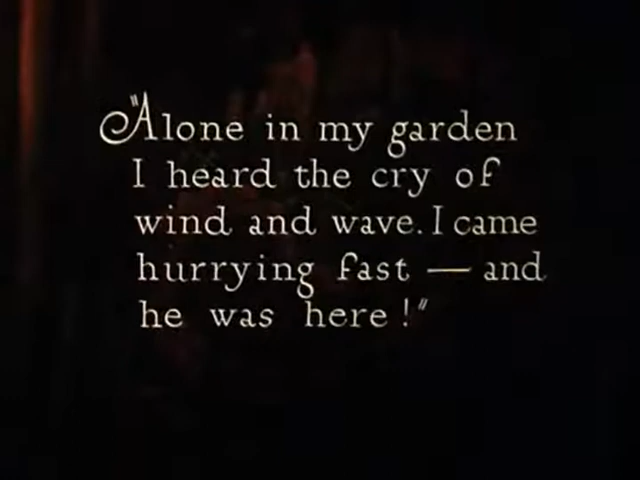 "Alone in my garden
I heard the cry of
wind and wave. I came
hurrying fast — and
he was here!"